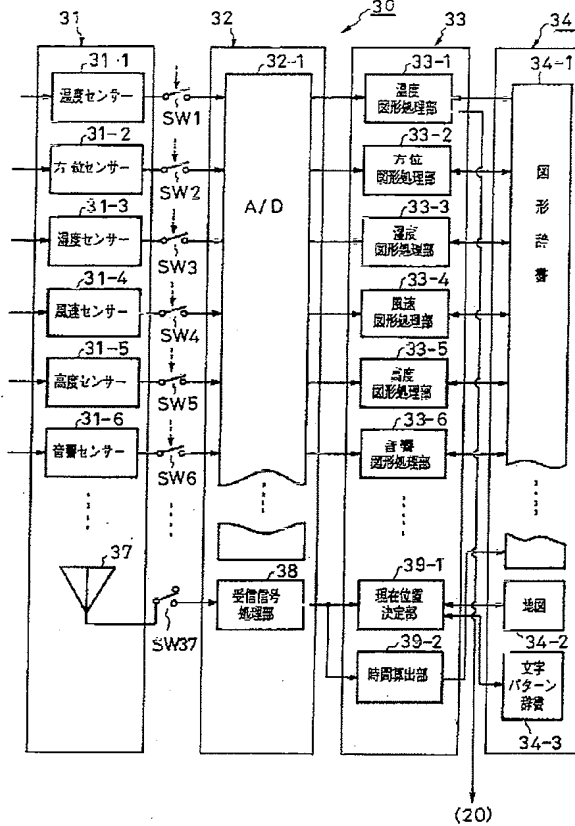 30
31
32
33
34
31-1
温度センサー
SW1
31-2
方位センサー
SW2
31-3
湿度センサー
SW3
31-4
風速センサー
SW4
31-5
高度センサー
SW5
31-6
音響センサー
SW6
37
SW37
32-1
A/D
38
受信信号
処理部
33-1
温度
図形処理部
33-2
方位
図形処理部
33-3
湿度
図形処理部
33-4
風速
図形処理部
33-5
高度
図形処理部
33-6
音響
図形処理部
39-1
現在位置
決定部
39-2
時間算出部
34-1
図形辞書
地図
34-2
文字
パターン
辞書
34-3
(20)